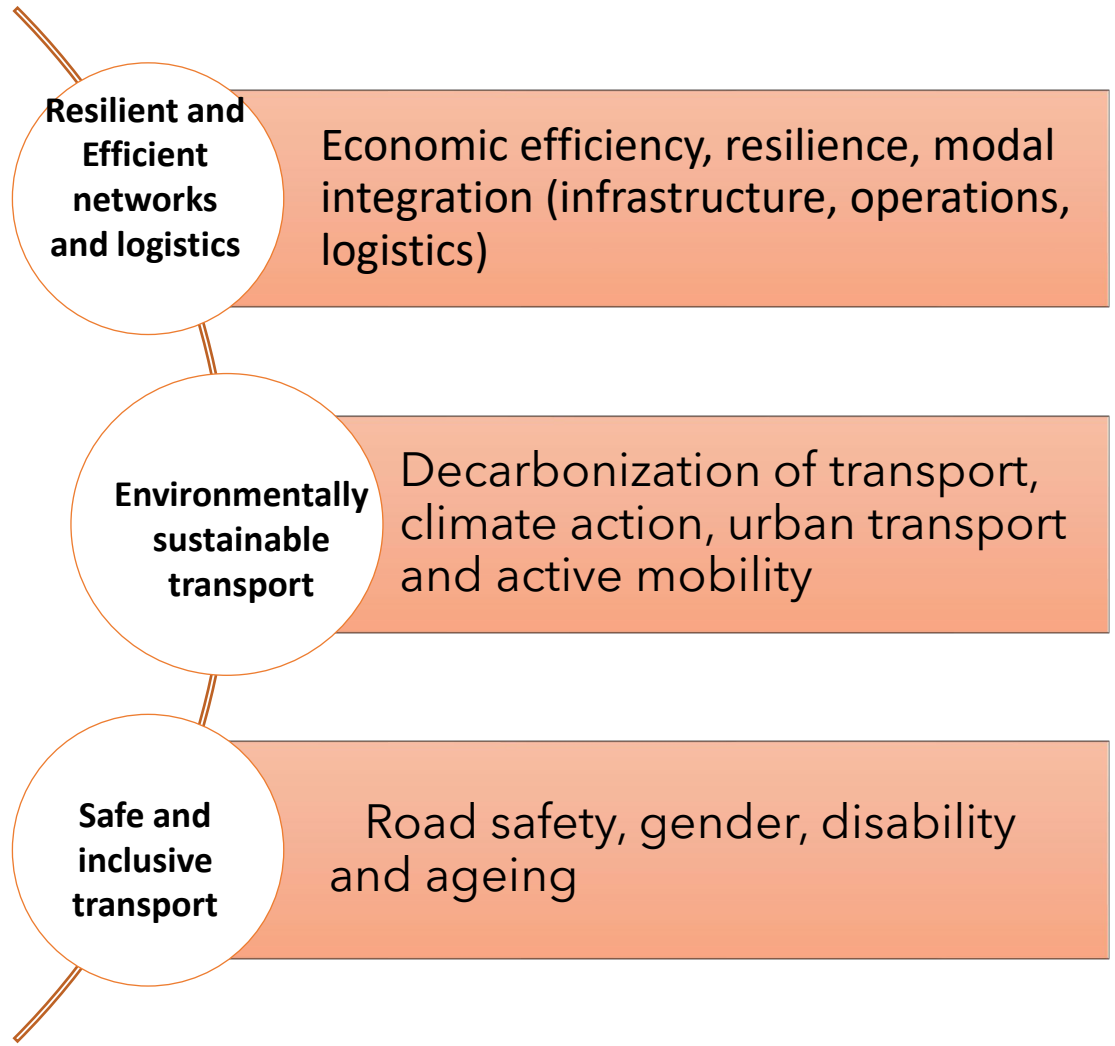 Resilient and
Efficient
networks
and logistics
Economic efficiency, resilience, modal
integration (infrastructure, operations,
logistics)
Environmentally
sustainable
transport
Decarbonization of transport,
climate action, urban transport
and active mobility
Safe and
inclusive
transport
Road safety, gender, disability
and ageing